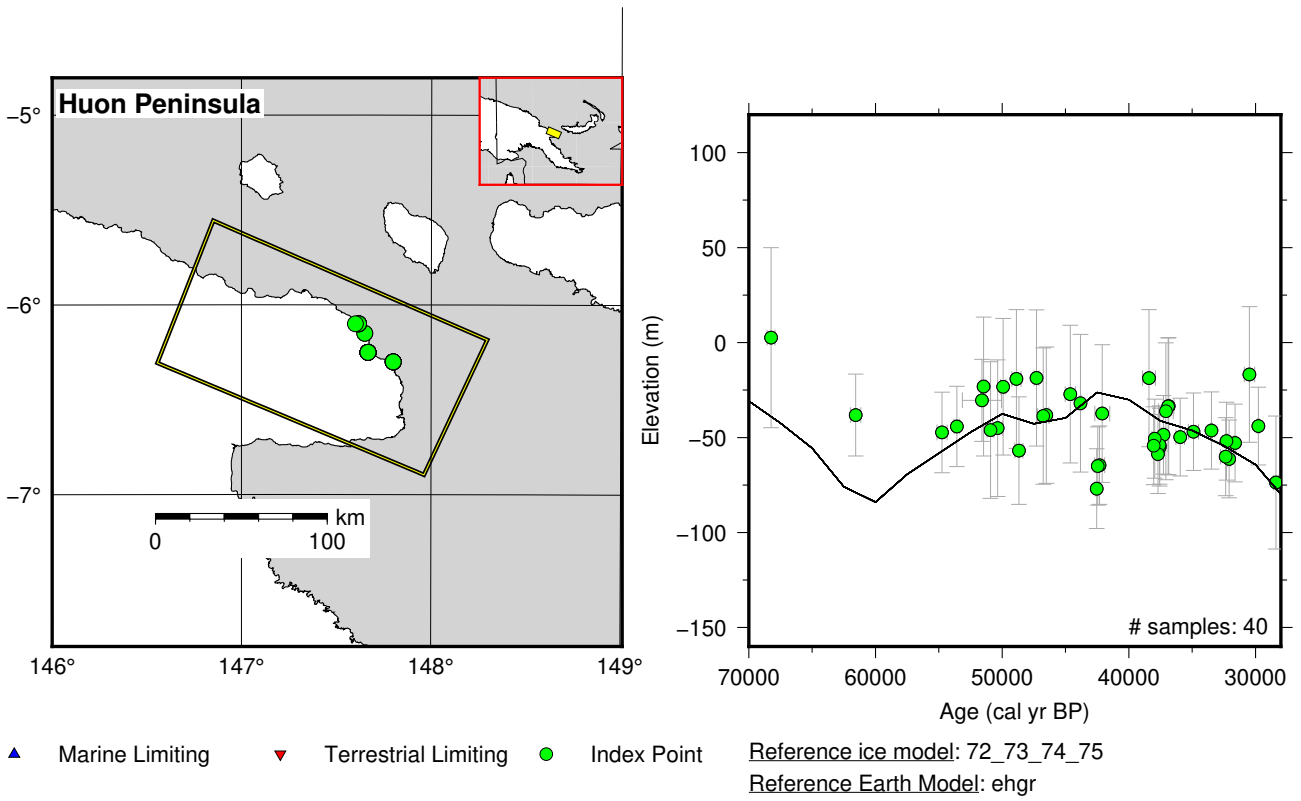 Huon Peninsula
−5°
−6°
−7°
146°
147°
148°
149°
km
0
100
Elevation (m)
100
50
0
−50
−100
−150
# samples: 40
70000
60000
50000
40000
30000
Age (cal yr BP)
Marine Limiting
Terrestrial Limiting
Index Point
Reference ice model: 72_73_74_75
Reference Earth Model: ehgr